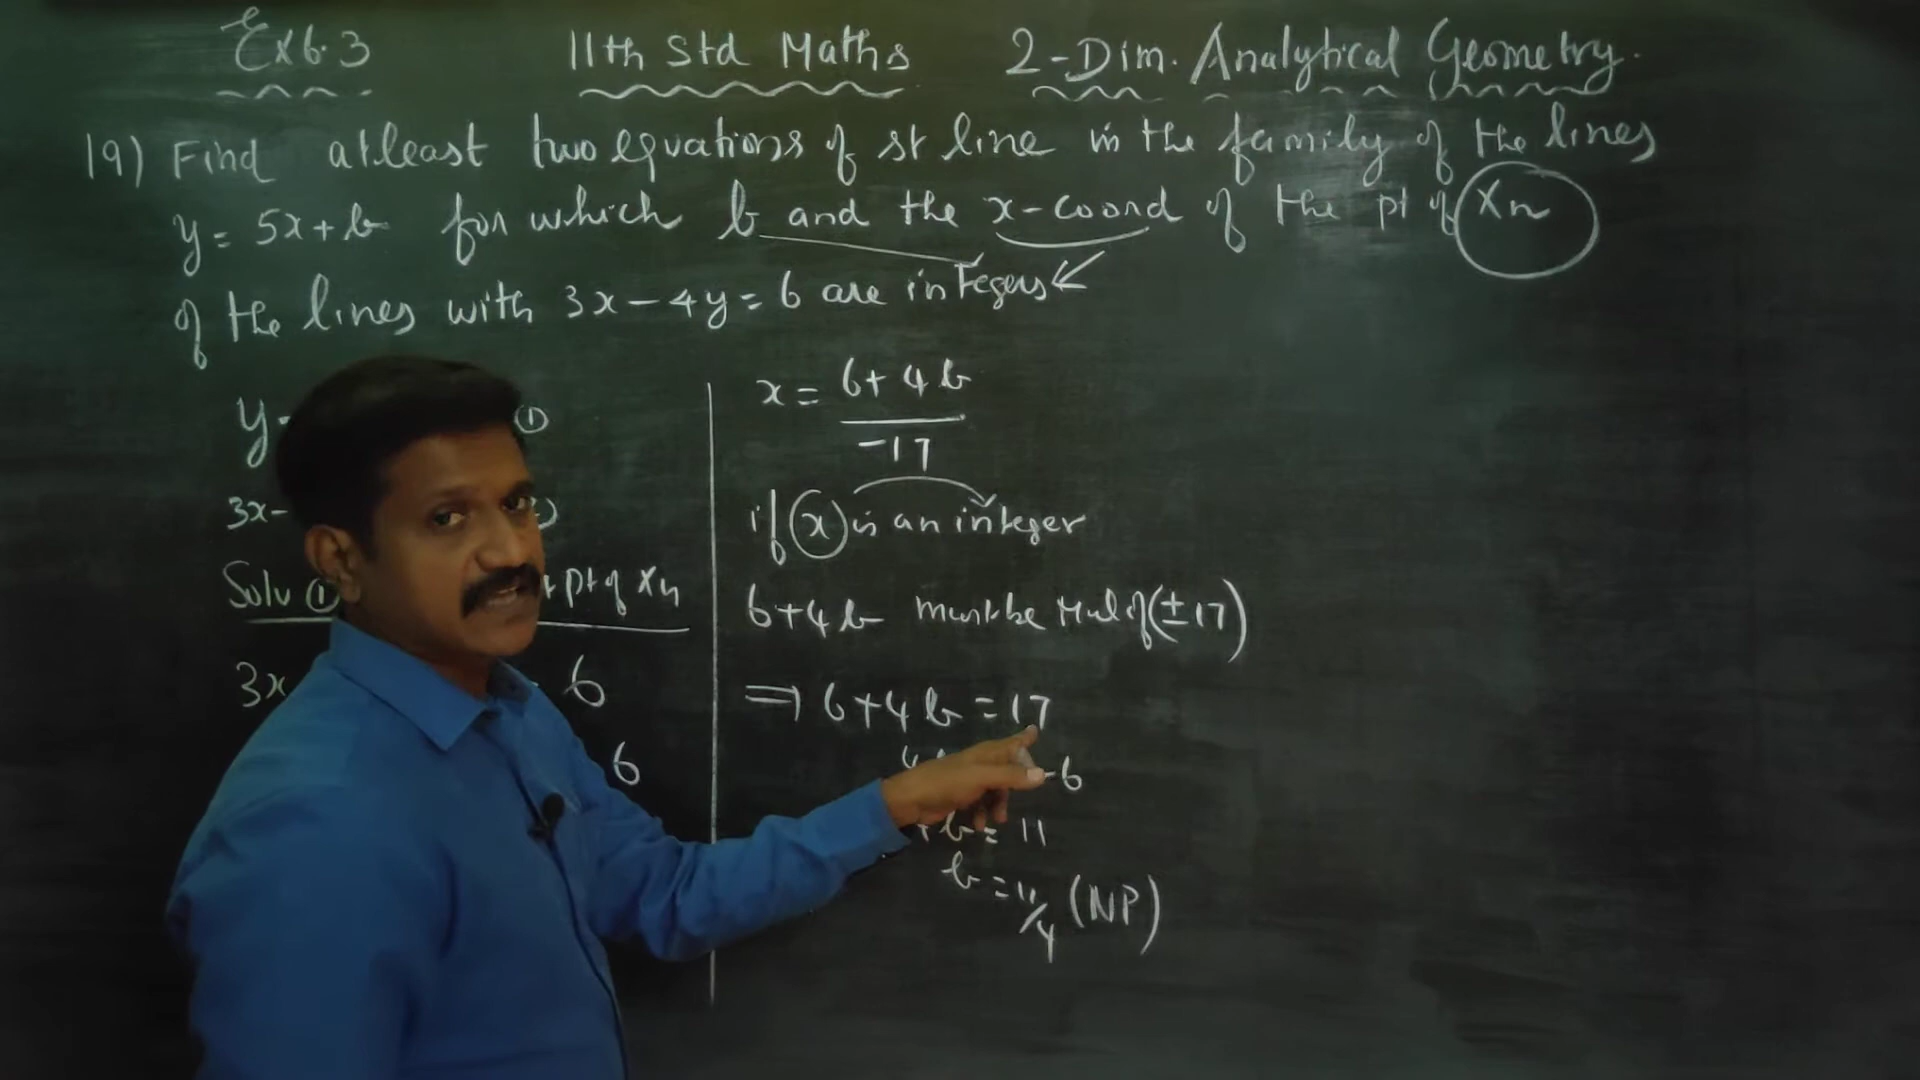 Ex 6.3 11th Std Maths 2-Dim. Analytical Geometry.
19) Find atleast two equations of st line in the family of the lines
y = 5x + b for which b and the x-coord of the pt of Xn
of the lines with 3x - 4y = 6 are integers
y- ①
3x-
Solv ① pt of Xn
3x 6
6
x = 6+4b / -17
if x is an integer
6+4b must be Mul of (±17)
⇒ 6+4b = 17
-6
b = 11
b = 11/4 (NP)